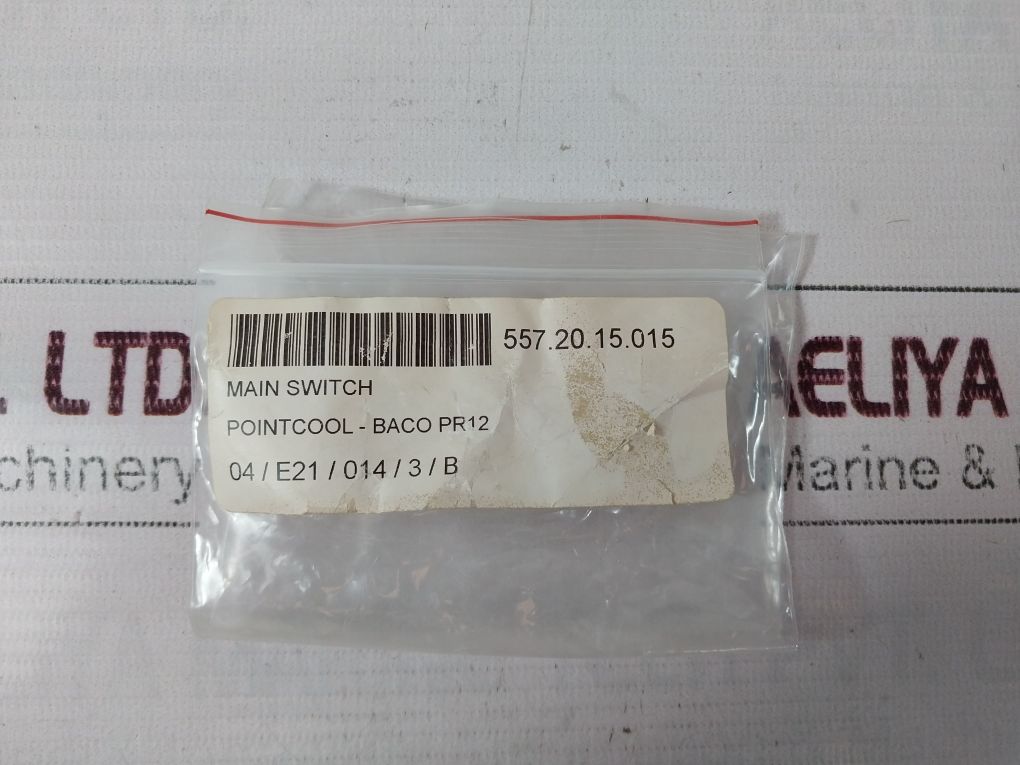 557.20.15.015
MAIN SWITCH
POINTCOOL - BACO PR12
04 / E21 / 014 / 3 / B
. LTD AELIYA
chinery Marine &